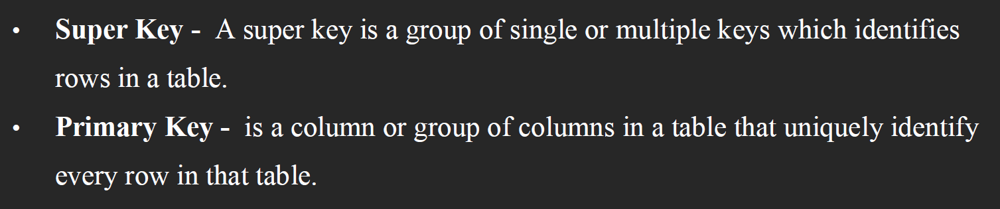 • Super Key - A super key is a group of single or multiple keys which identifies
rows in a table.
• Primary Key - is a column or group of columns in a table that uniquely identify
every row in that table.